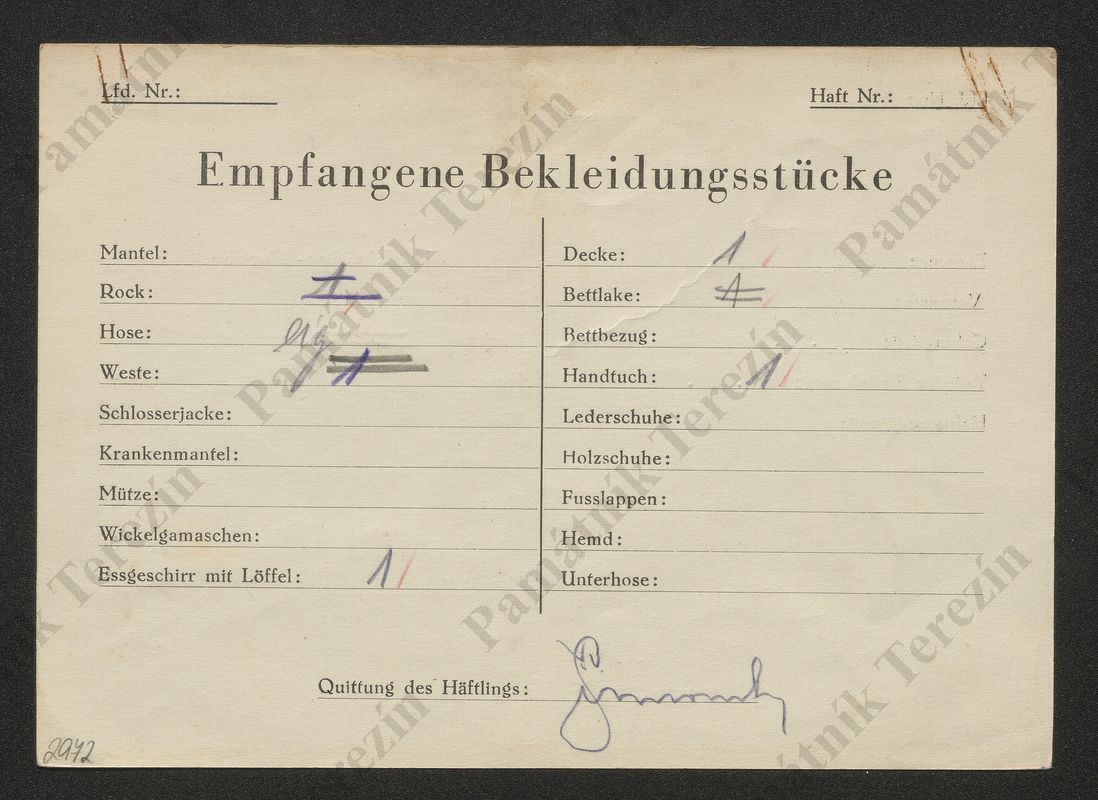 Lfd. Nr.:
Haft Nr.:
Empfangene Bekleidungsstücke
Mantel:
Rock: 1
Hose:
Weste: 1
Schlosserjacke:
Krankenmantel:
Mütze:
Wickelgamaschen:
Essgeschirr mit Löffel: 1 /
Decke: 1 /
Bettlake: 1
Bettbezug:
Handtuch: 1 /
Lederschuhe:
Holzschuhe:
Fusslappen:
Hemd:
Unterhose:
Quittung des Häftlings:
2972
Památník Terezín